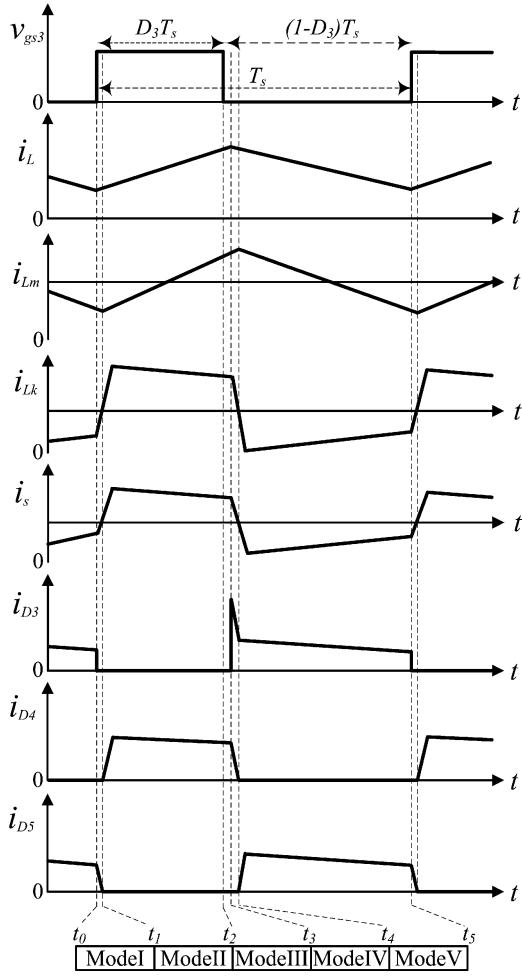 v_gs3 D_3T_s (1-D_3)T_s
T_s
0 t
i_L
0 t
i_Lm t
0
i_Lk t
0
i_s t
0
i_D3
0 t
i_D4
0 t
i_D5
0 t
t_0 t_1 t_2 t_3 t_4 t_5
ModeI ModeII ModeIII ModeIV ModeV